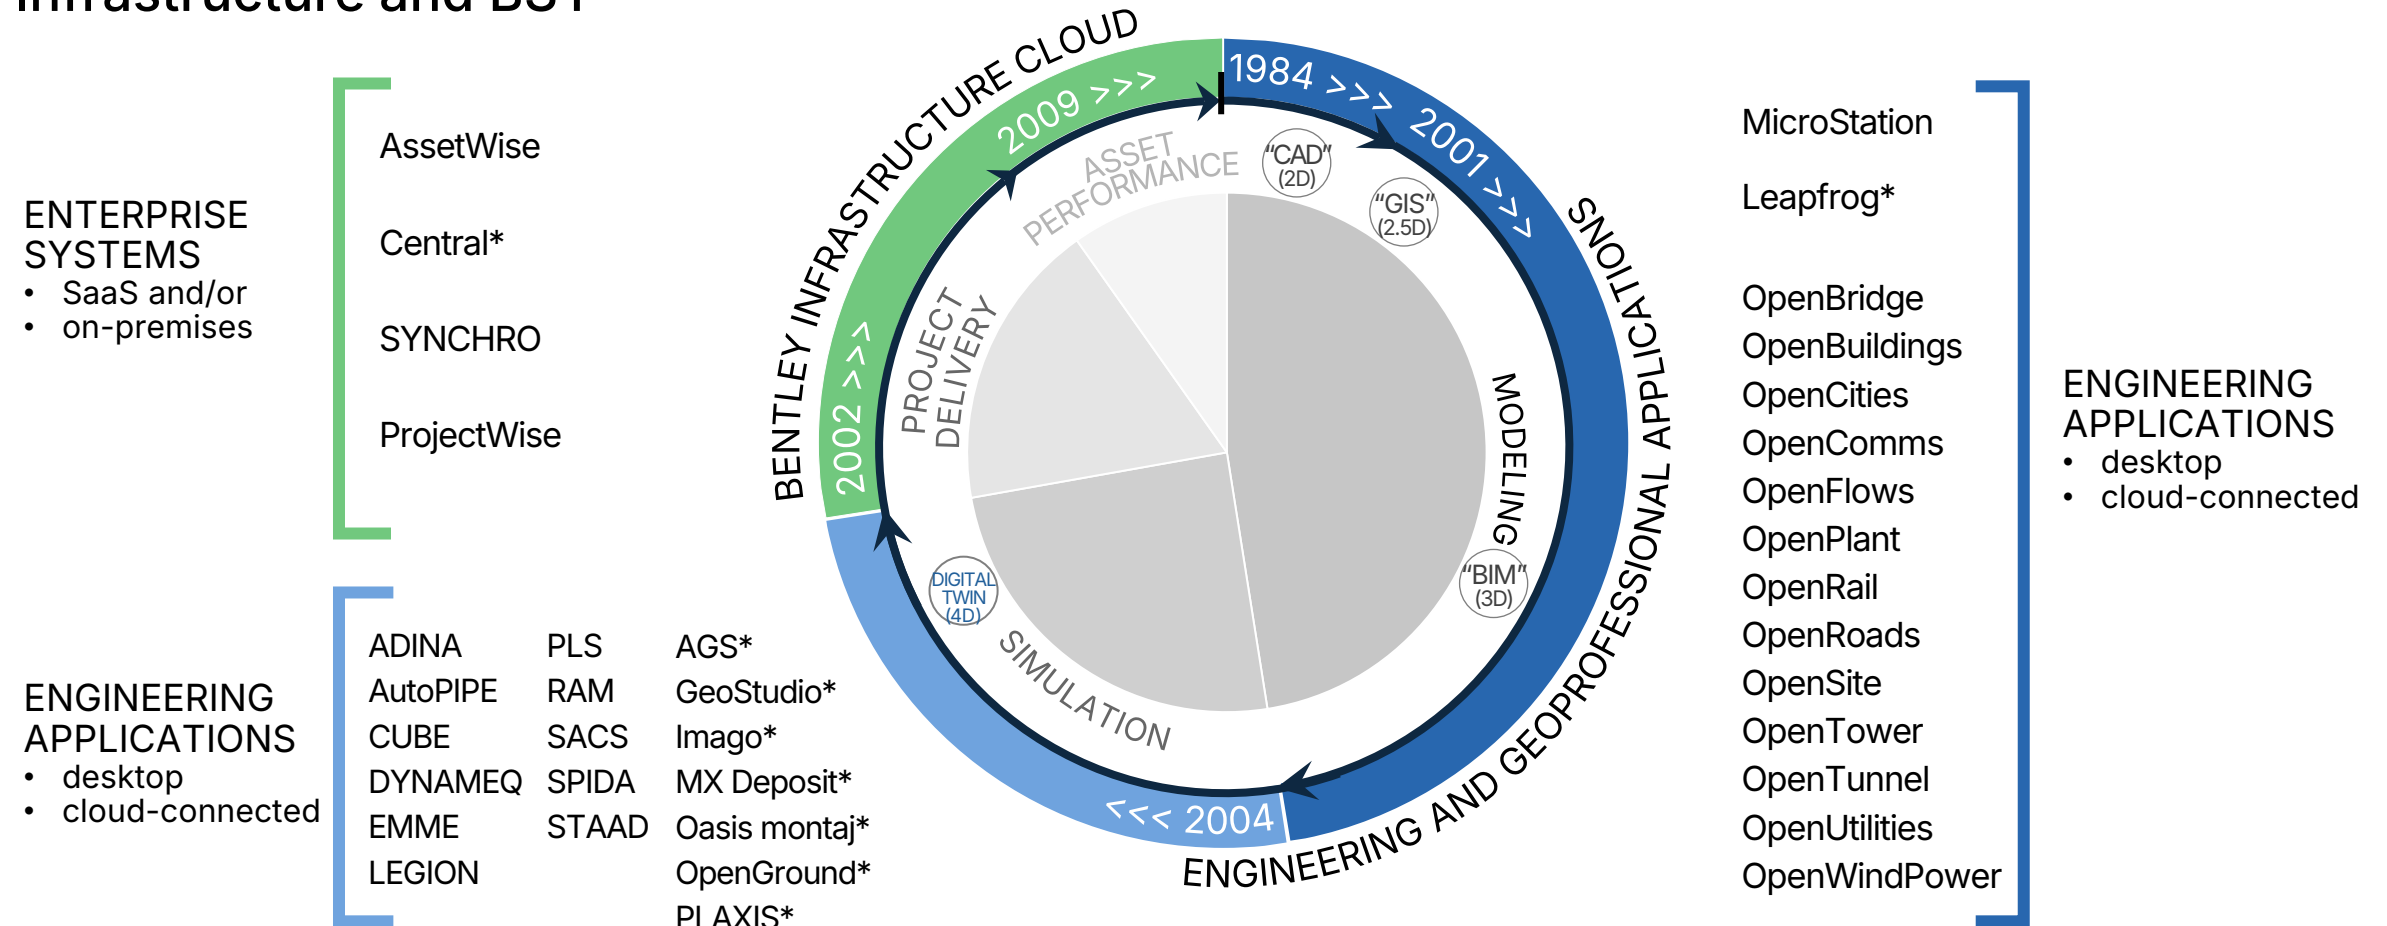 Infrastructure and
ENTERPRISE
SYSTEMS
• SaaS and/or
• on-premises
AssetWise
Central*
SYNCHRO
ProjectWise
ENGINEERING
APPLICATIONS
• desktop
• cloud-connected
ADINA
AutoPIPE
CUBE
DYNAMEQ
EMME
LEGION
PLS
RAM
SACS
SPIDA
STAAD
AGS*
GeoStudio*
Imago*
MX Deposit*
Oasis montaj*
OpenGround*
PLAXIS*
BENTLEY INFRASTRUCTURE CLOUD
2002 >>>
2009 >>>
1984 >>>
2001 >>>
<<< 2004
ENGINEERING AND GEOPROFESSIONAL APPLICATIONS
PROJECT
DELIVERY
ASSET
PERFORMANCE
"CAD"
(2D)
"GIS"
(2.5D)
MODELING
"BIM"
(3D)
SIMULATION
DIGITAL
TWIN
(4D)
MicroStation
Leapfrog*
OpenBridge
OpenBuildings
OpenCities
OpenComms
OpenFlows
OpenPlant
OpenRail
OpenRoads
OpenSite
OpenTower
OpenTunnel
OpenUtilities
OpenWindPower
ENGINEERING
APPLICATIONS
• desktop
• cloud-connected